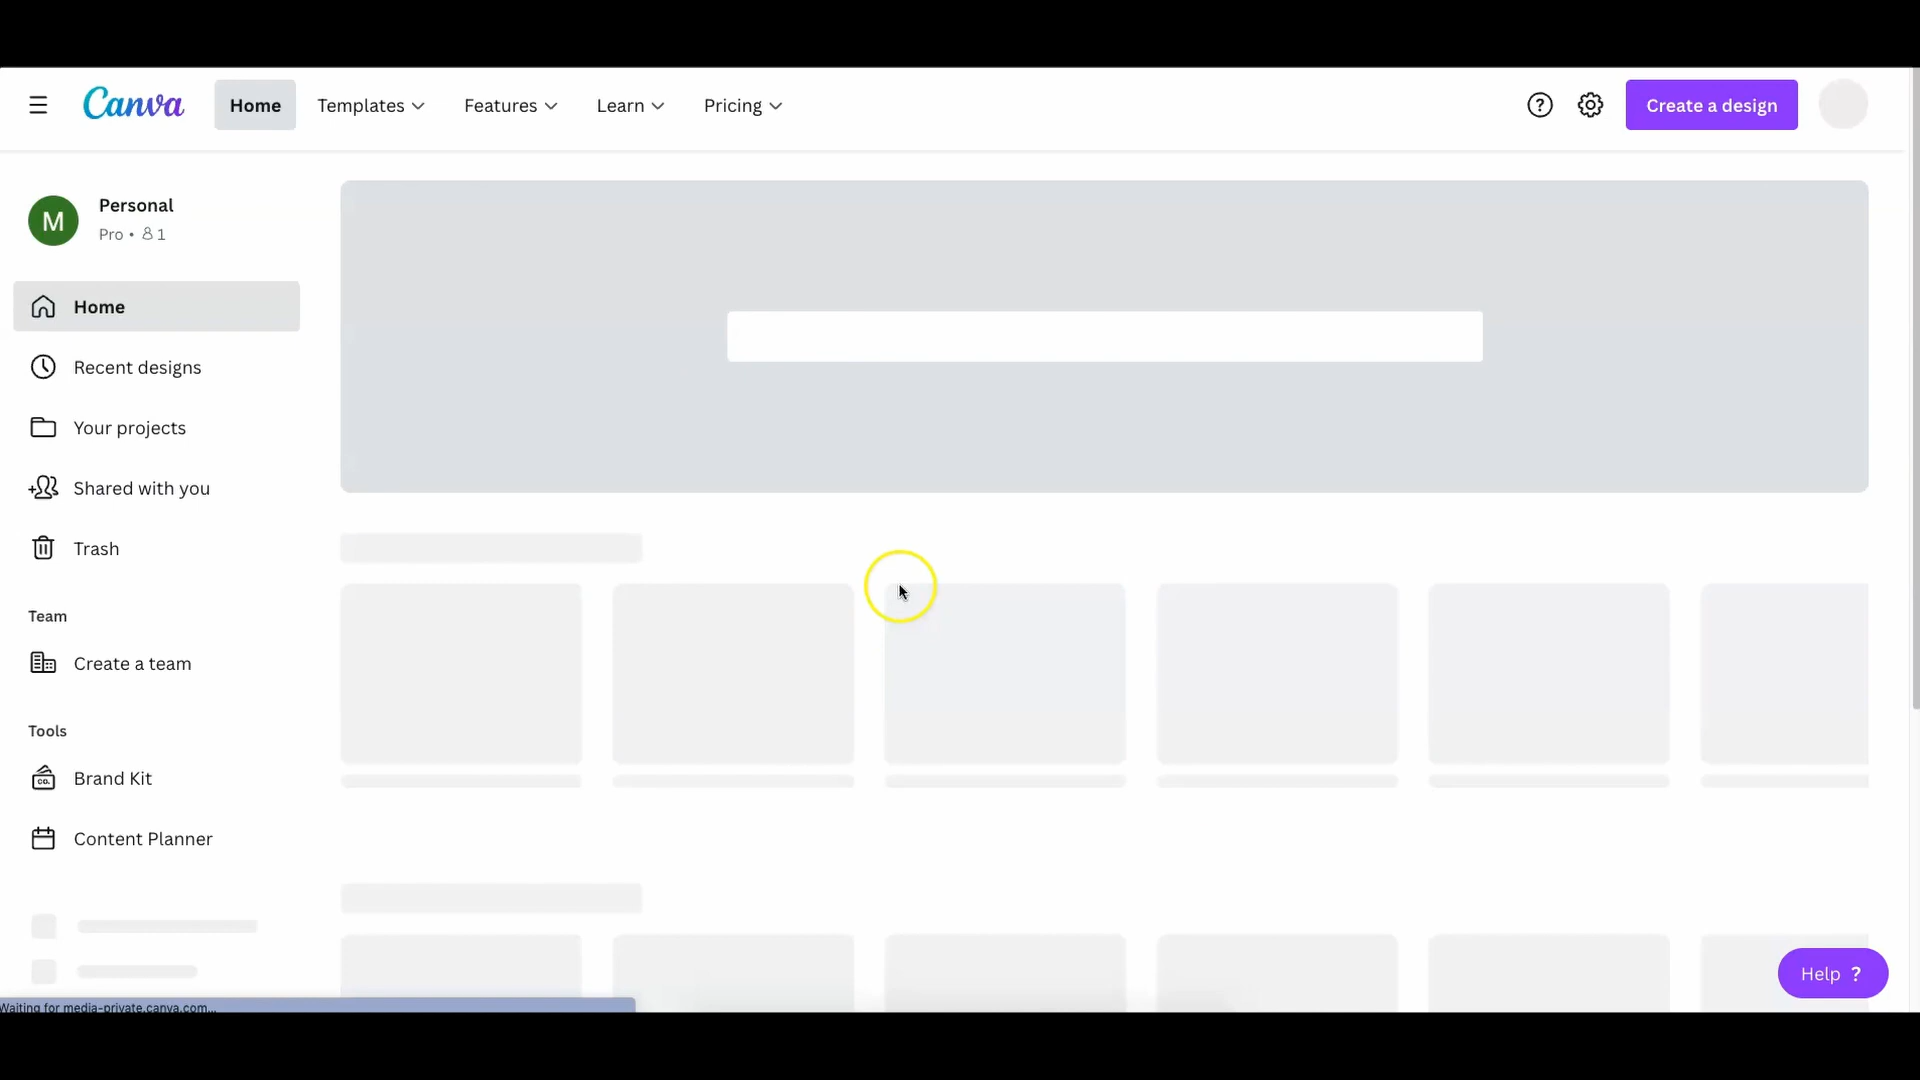 Canva
Home
Templates
Features
Learn
Pricing
?
Create a design
M
Personal
Pro • 1
Home
Recent designs
Your projects
Shared with you
Trash
Team
Create a team
Tools
CO.
Brand Kit
Content Planner
Help ?
Waiting for media-private.canva.com...